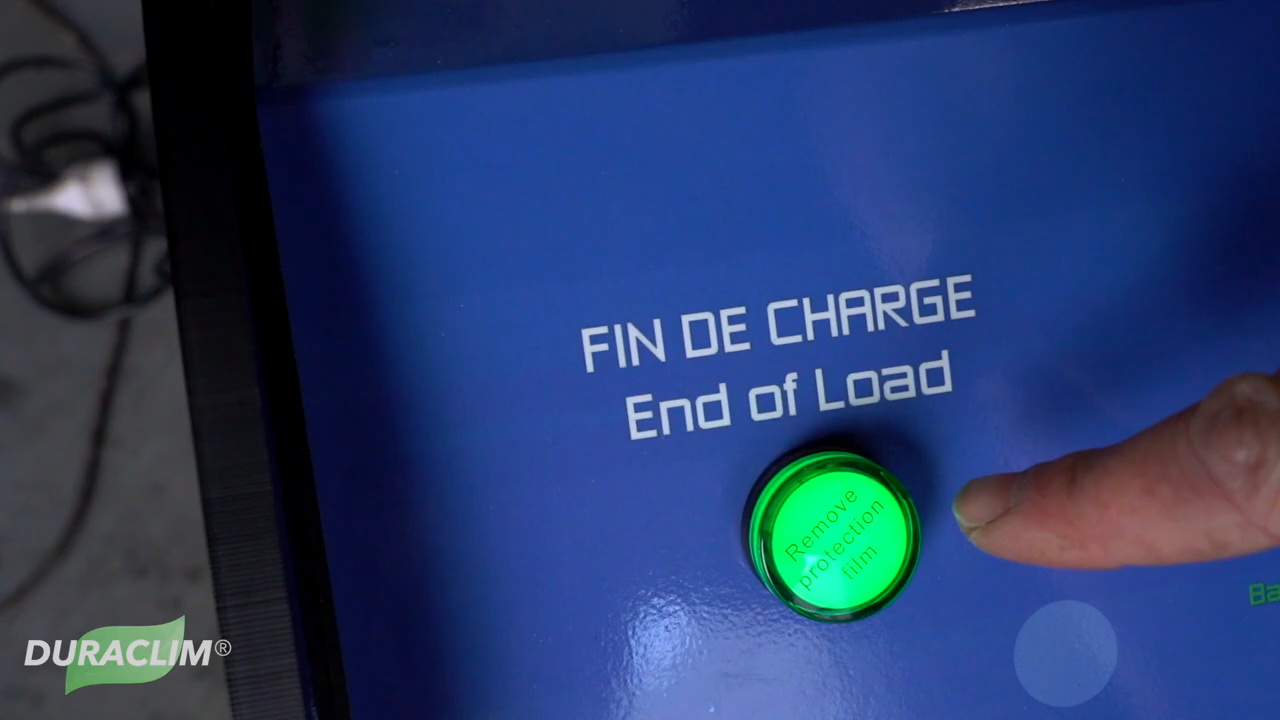 FIN DE CHARGE
End of Load
Remove
protection
film
DURACLIM®